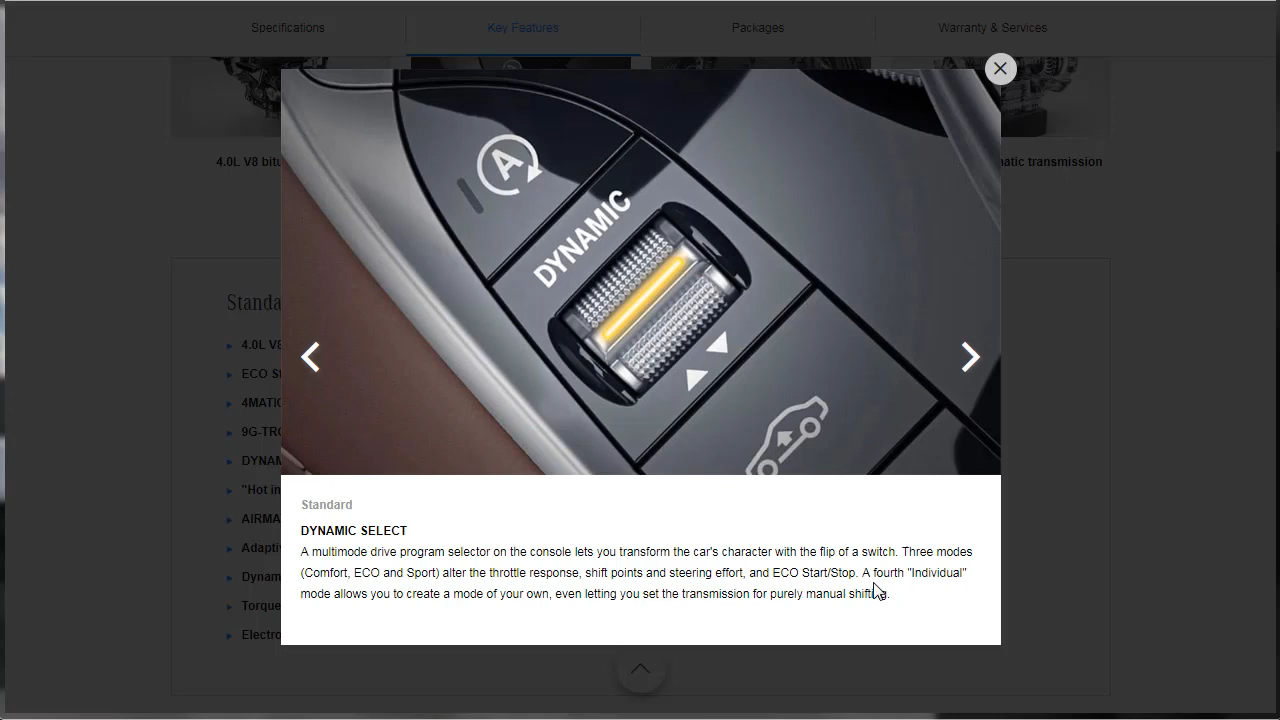 Specifications
Key Features
Packages
Warranty & Services
4.0L V8 bitu
matic transmission
A
DYNAMIC
Standa
4.0L V8
ECO St
4MATIC
9G-TRO
DYNAM
"Hot in
AIRMA
Adapti
Dynam
Torque
Electro
Standard
DYNAMIC SELECT
A multimode drive program selector on the console lets you transform the car's character with the flip of a switch. Three modes
(Comfort, ECO and Sport) alter the throttle response, shift points and steering effort, and ECO Start/Stop. A fourth "Individual"
mode allows you to create a mode of your own, even letting you set the transmission for purely manual shifting.